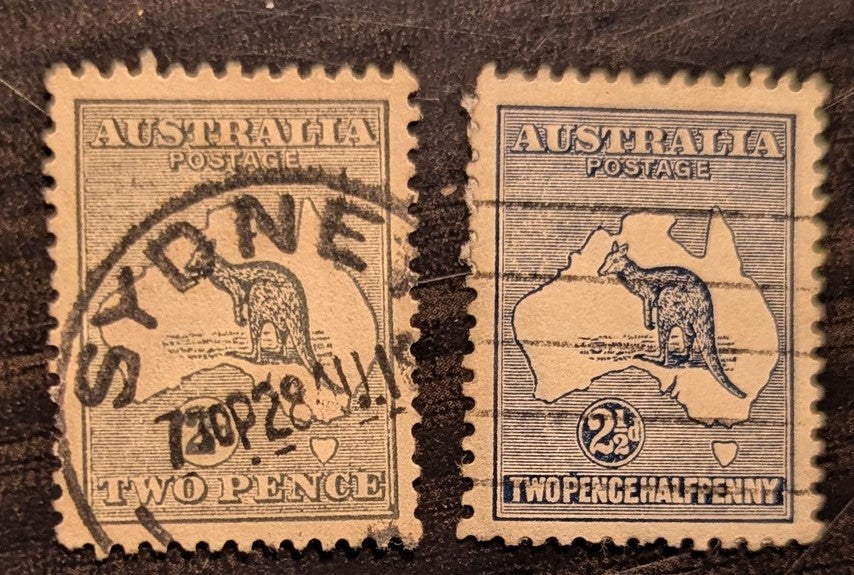 AUSTRALIA
POSTAGE
SYDNE
TWO PENCE
AUSTRALIA
POSTAGE
2½d
TWOPENCEHALFPENNY